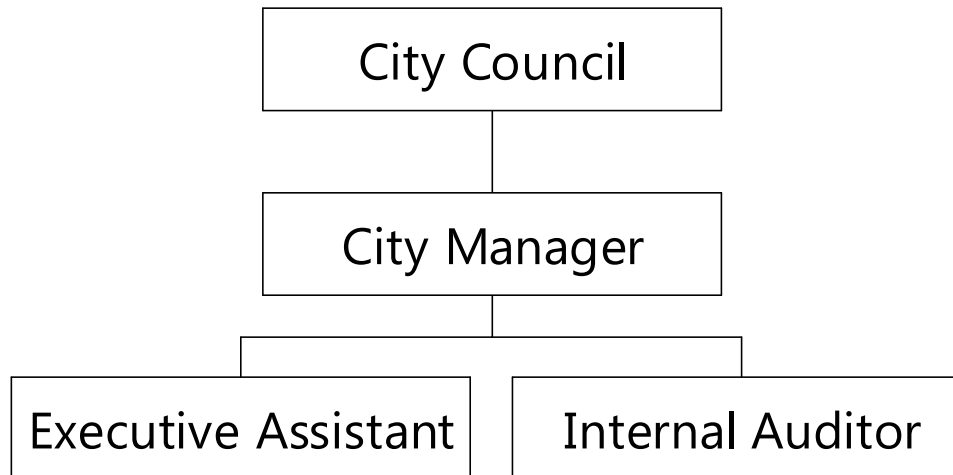 City Council
City Manager
Executive Assistant
Internal Auditor